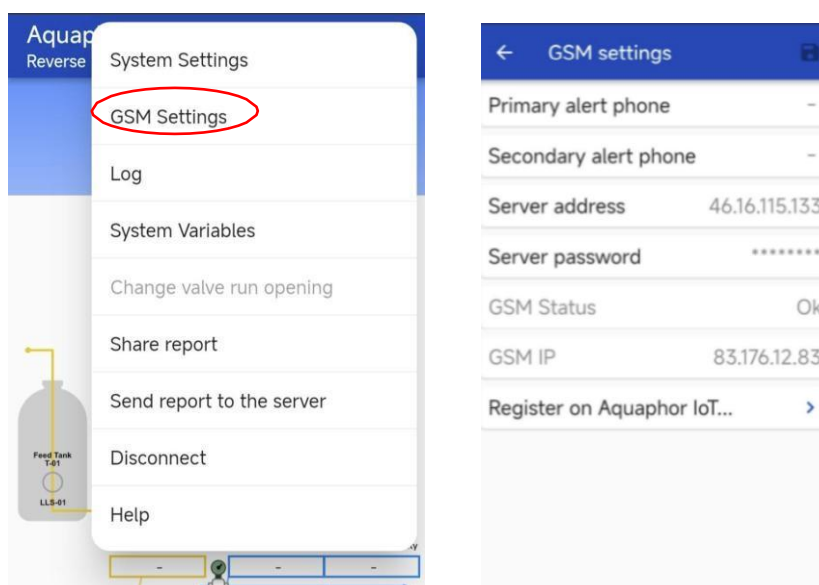 Aquap
Reverse
System Settings
GSM Settings
Log
System Variables
Change valve run opening
Share report
Send report to the server
Disconnect
Help
Feed Tank
T-01
LLS-01
-
-
-
← GSM settings
Primary alert phone -
Secondary alert phone -
Server address 46.16.115.133
Server password ********
GSM Status Ok
GSM IP 83.176.12.83
Register on Aquaphor IoT... >